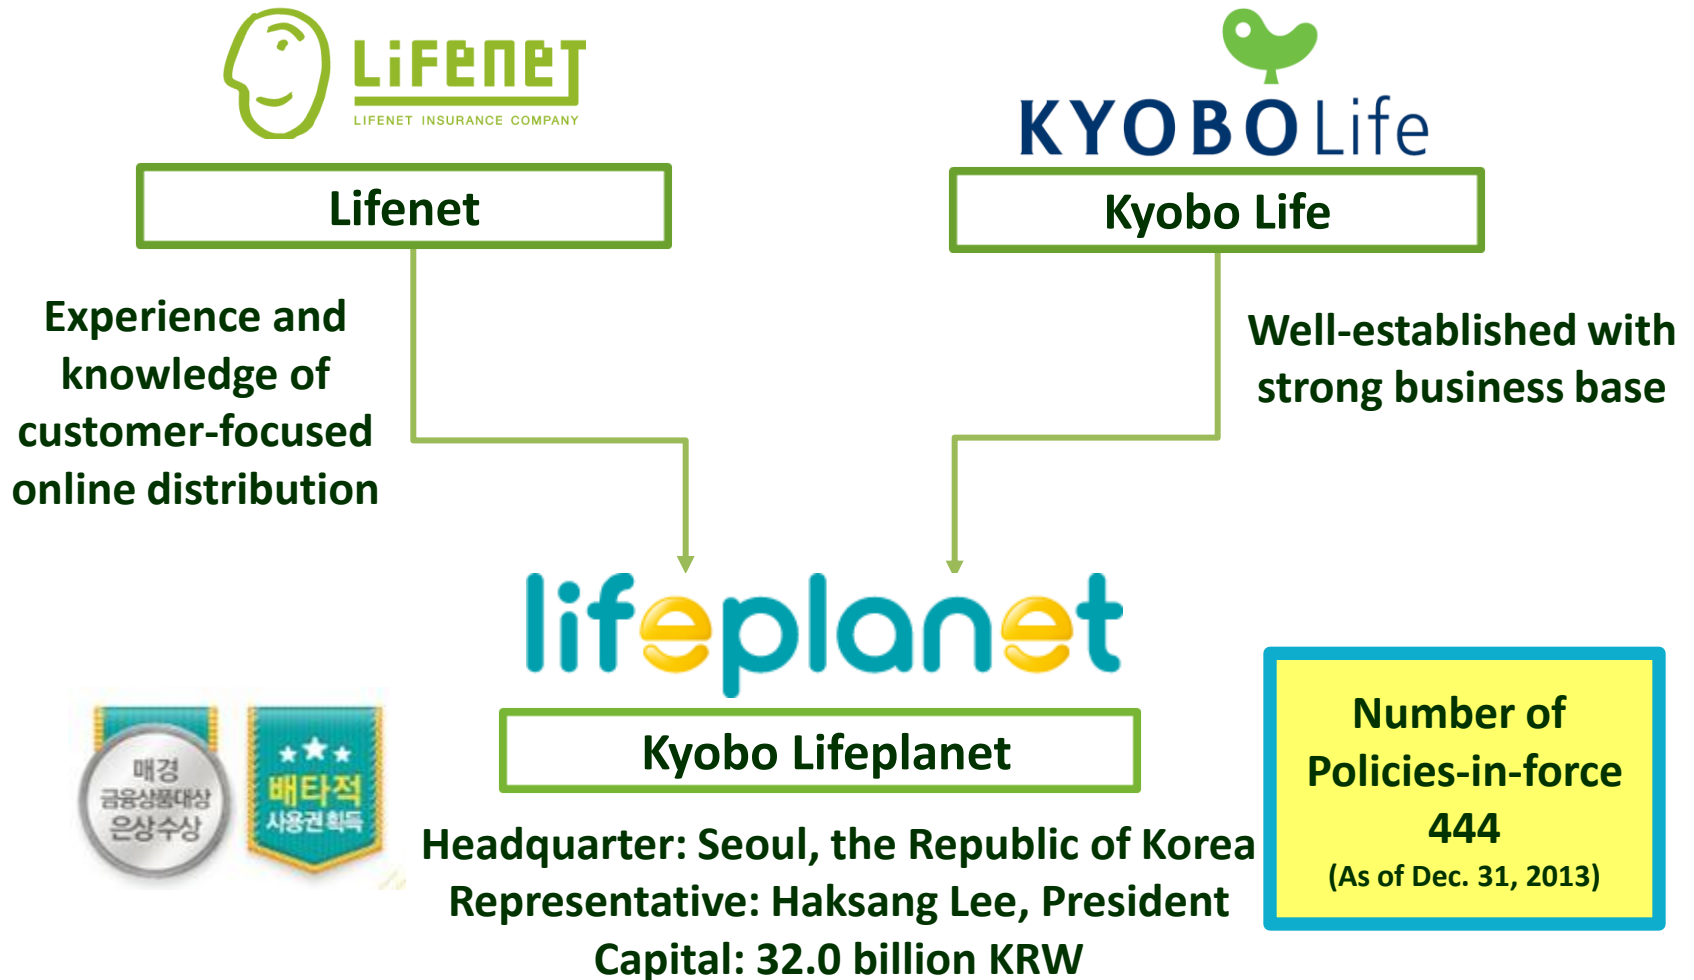 LiFENET
LIFENET INSURANCE COMPANY
KYOBO Life
Lifenet
Kyobo Life
Experience and
knowledge of
customer-focused
online distribution
Well-established with
strong business base
lifeplanet
Kyobo Lifeplanet
매경
금융상품대상
은상수상
배타적
사용권 획득
Headquarter: Seoul, the Republic of Korea
Representative: Haksang Lee, President
Capital: 32.0 billion KRW
Number of
Policies-in-force
444
(As of Dec. 31, 2013)